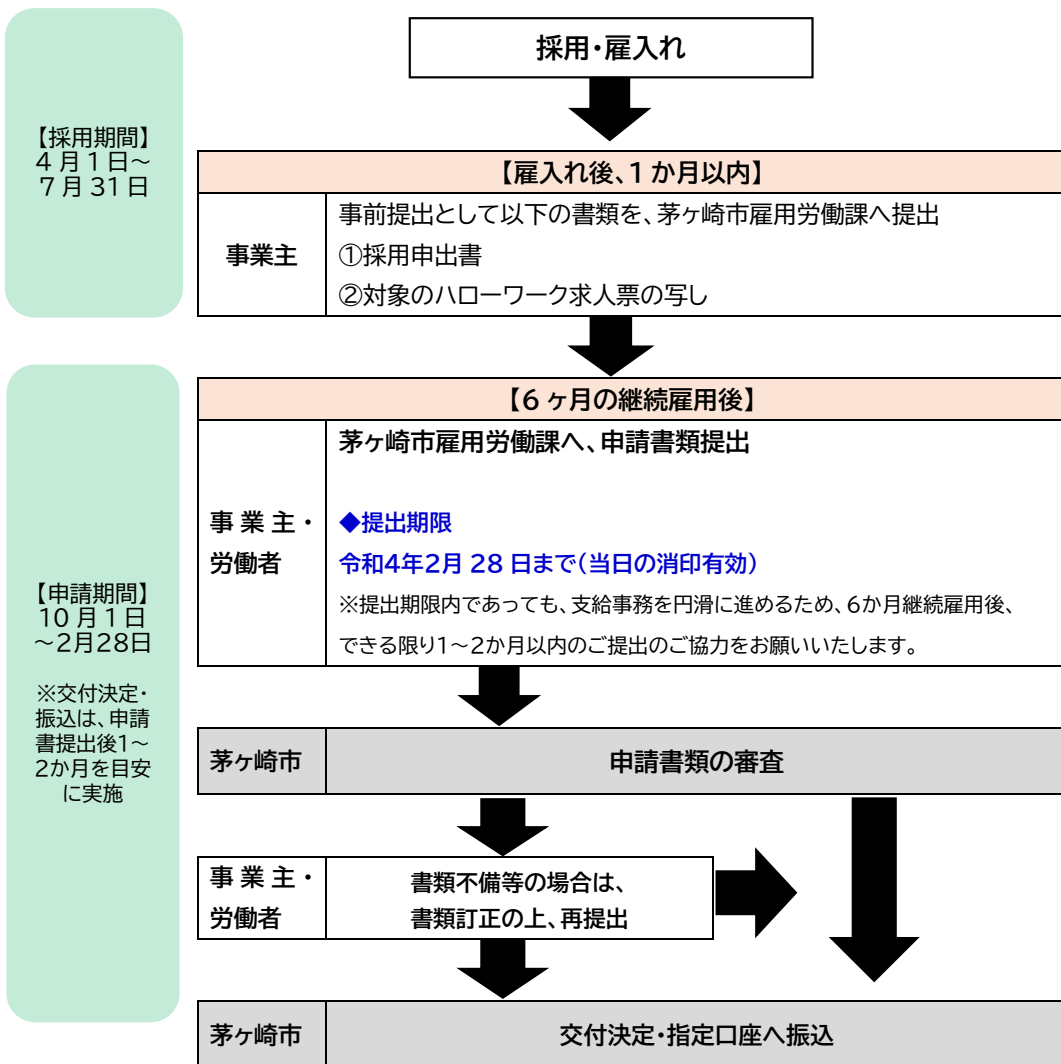 採用・雇入れ
【採用期間】
４月１日～
７月31日
【雇入れ後、１か月以内】
事業主
事前提出として以下の書類を、茅ヶ崎市雇用労働課へ提出
①採用申出書
②対象のハローワーク求人票の写し
【申請期間】
10月１日
～2月28日
※交付決定・
振込は、申請
書提出後1～
2か月を目安
に実施
【6ヶ月の継続雇用後】
事業主・
労働者
茅ヶ崎市雇用労働課へ、申請書類提出
◆提出期限
令和4年2月28日まで（当日の消印有効）
※提出期限内であっても、支給事務を円滑に進めるため、6か月継続雇用後、
できる限り1～2か月以内のご提出のご協力をお願いいたします。
茅ヶ崎市
申請書類の審査
事業主・
労働者
書類不備等の場合は、
書類訂正の上、再提出
茅ヶ崎市
交付決定・指定口座へ振込